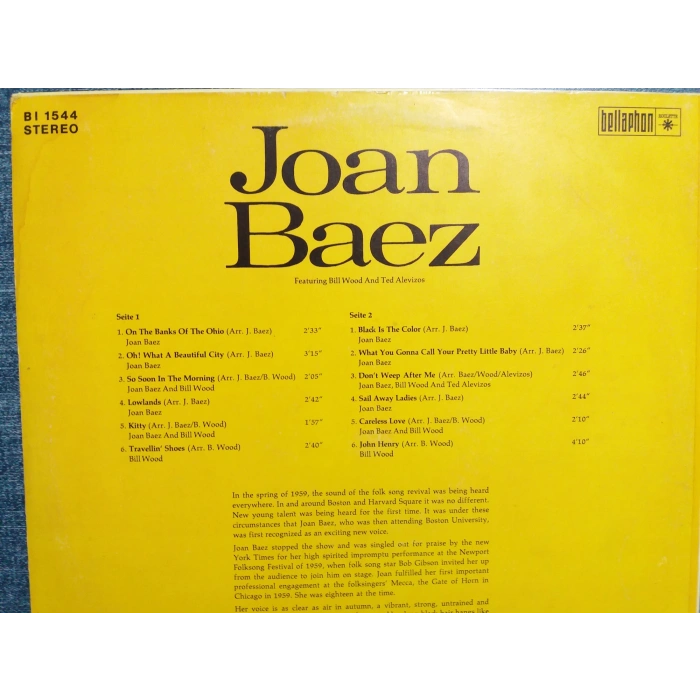 BI 1544
STEREO
bellaphon
Joan
Baez
Featuring Bill Wood And Ted Alevizos
Seite 1
1. On The Banks Of The Ohio (Arr. J. Baez) 2'33"
Joan Baez
2. Oh! What A Beautiful City (Arr. J. Baez) 3'15"
Joan Baez
3. So Soon In The Morning (Arr. J. Baez/B. Wood) 2'05"
Joan Baez And Bill Wood
4. Lowlands (Arr. J. Baez) 2'42"
Joan Baez
5. Kitty (Arr. J. Baez/B. Wood) 1'37"
Joan Baez And Bill Wood
6. Travellin' Shoes (Arr. B. Wood) 2'40"
Bill Wood
Seite 2
1. Black Is The Color (Arr. J. Baez) 2'37"
Joan Baez
2. What You Gonna Call Your Pretty Little Baby (Arr. J. Baez) 2'26"
Joan Baez
3. Don't Weep After Me (Arr. Baez/Wood/Alevizos) 2'46"
Joan Baez, Bill Wood And Ted Alevizos
4. Sail Away Ladies (Arr. J. Baez) 2'44"
Joan Baez
5. Careless Love (Arr. J. Baez/B. Wood) 2'10"
Joan Baez And Bill Wood
6. John Henry (Arr. B. Wood) 4'10"
Bill Wood
In the spring of 1959, the sound of the folk song revival was being heard
everywhere. In and around Boston and Harvard Square it was no different.
New young talent was being heard for the first time. It was under these
circumstances that Joan Baez, who was then attending Boston University,
was first recognized as an exciting new voice.
Joan Baez stopped the show and was singled out for praise by the new
York Times for her high spirited impromptu performance at the Newport
Folksong Festival of 1959, when folk song star Bob Gibson invited her up
from the audience to join him on stage. Joan fulfilled her first important
professional engagement at the folksingers' Mecca, the Gate of Horn in
Chicago in 1959. She was eighteen at the time.
Her voice is as clear as air in autumn, a vibrant, strong, untrained and